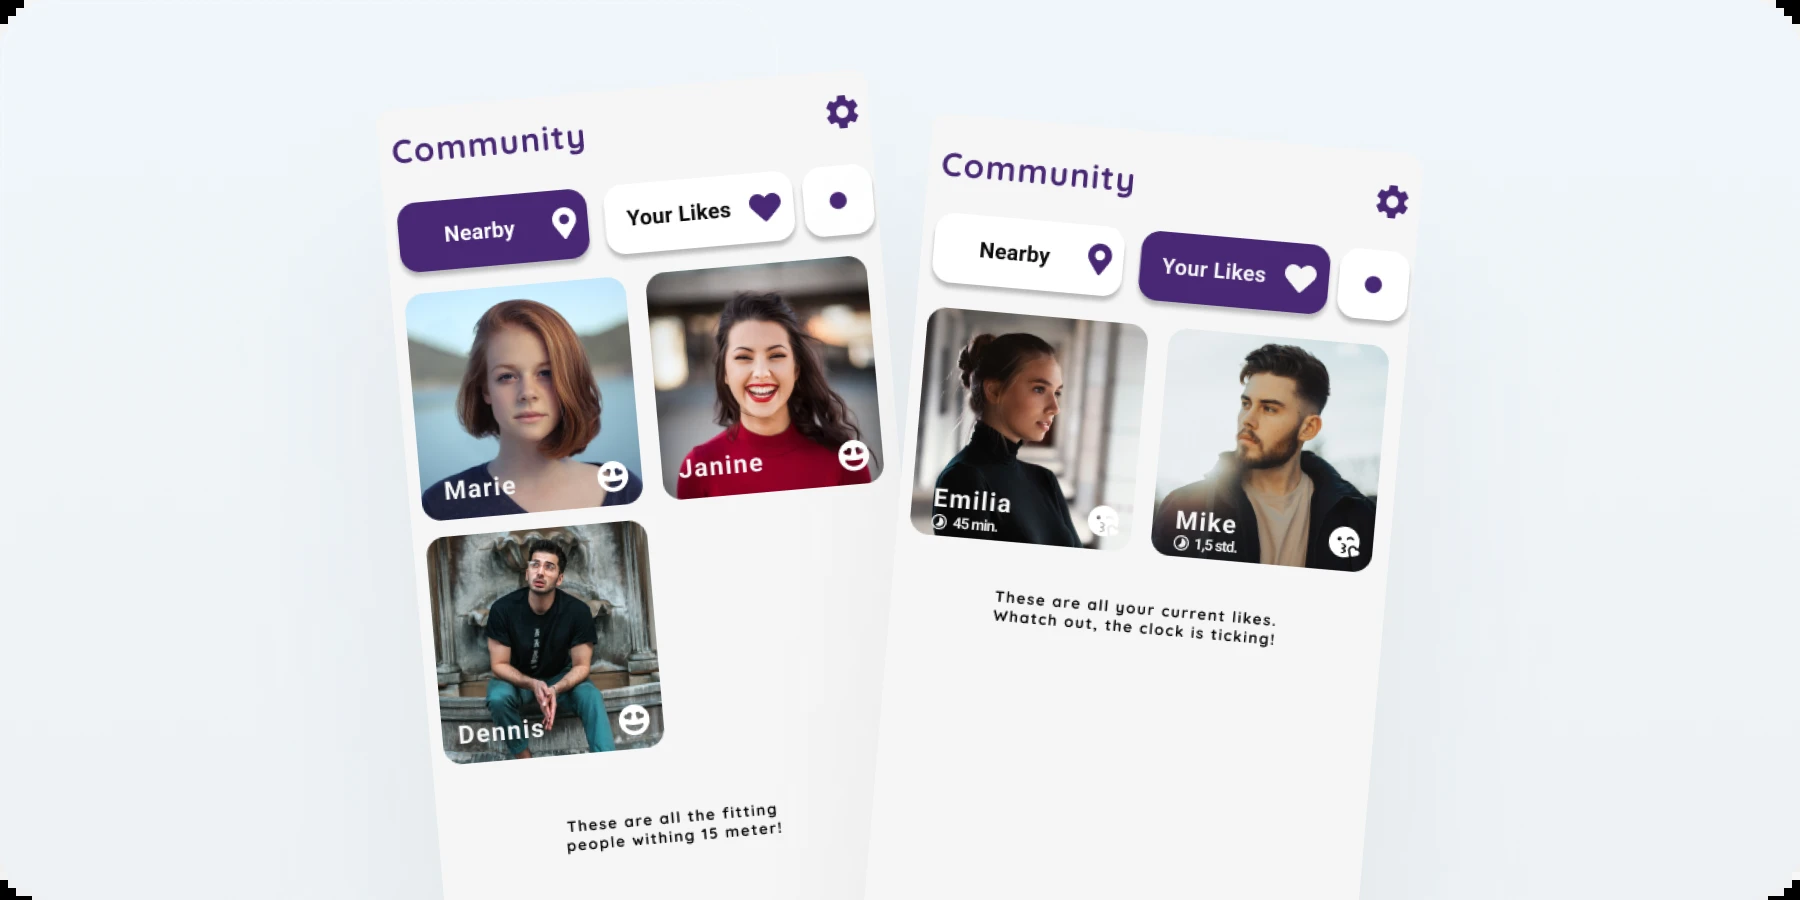 Community
Nearby
Your Likes
Marie
Janine
Dennis
These are all the fitting
people withing 15 meter!
Community
Nearby
Your Likes
Emilia
45 min.
Mike
1,5 std.
These are all your current likes.
Whatch out, the clock is ticking!